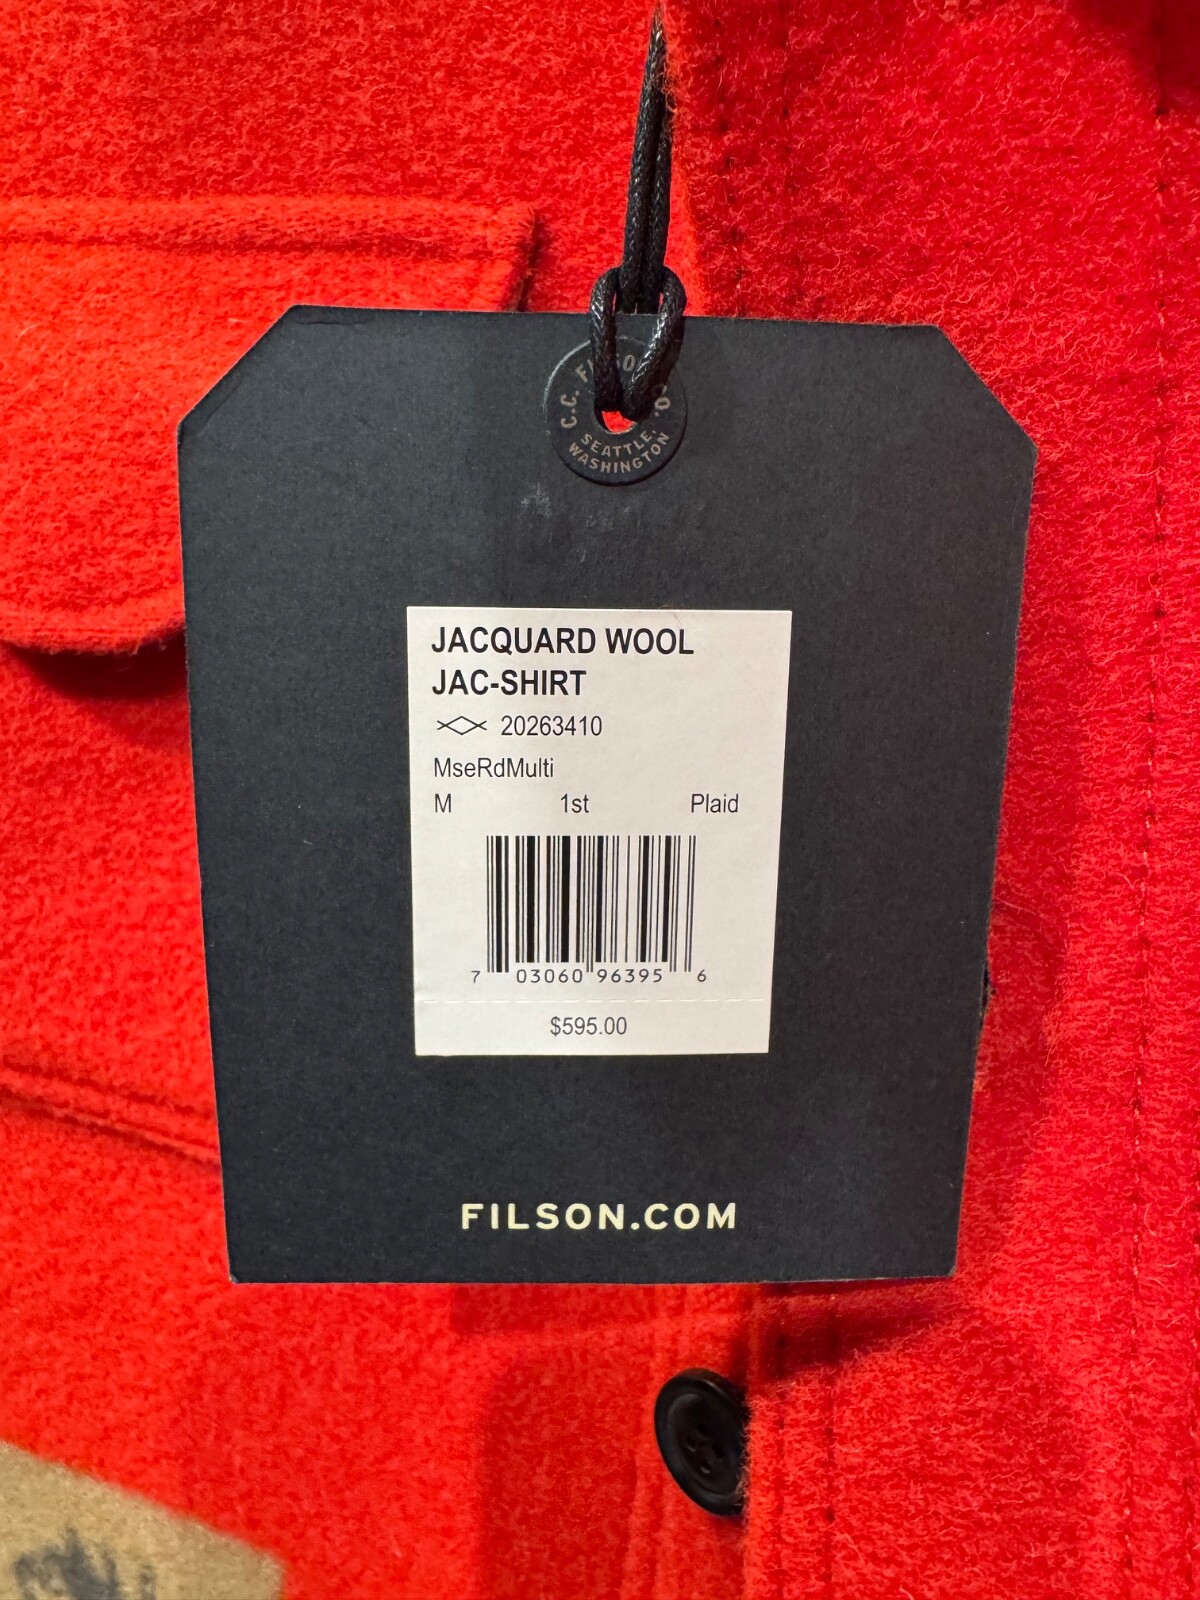 C.C. FILSON CO.
SEATTLE,
WASHINGTON
JACQUARD WOOL
JAC-SHIRT
20263410
MseRdMulti
M 1st Plaid
7 03060 96395 6
$595.00
FILSON.COM